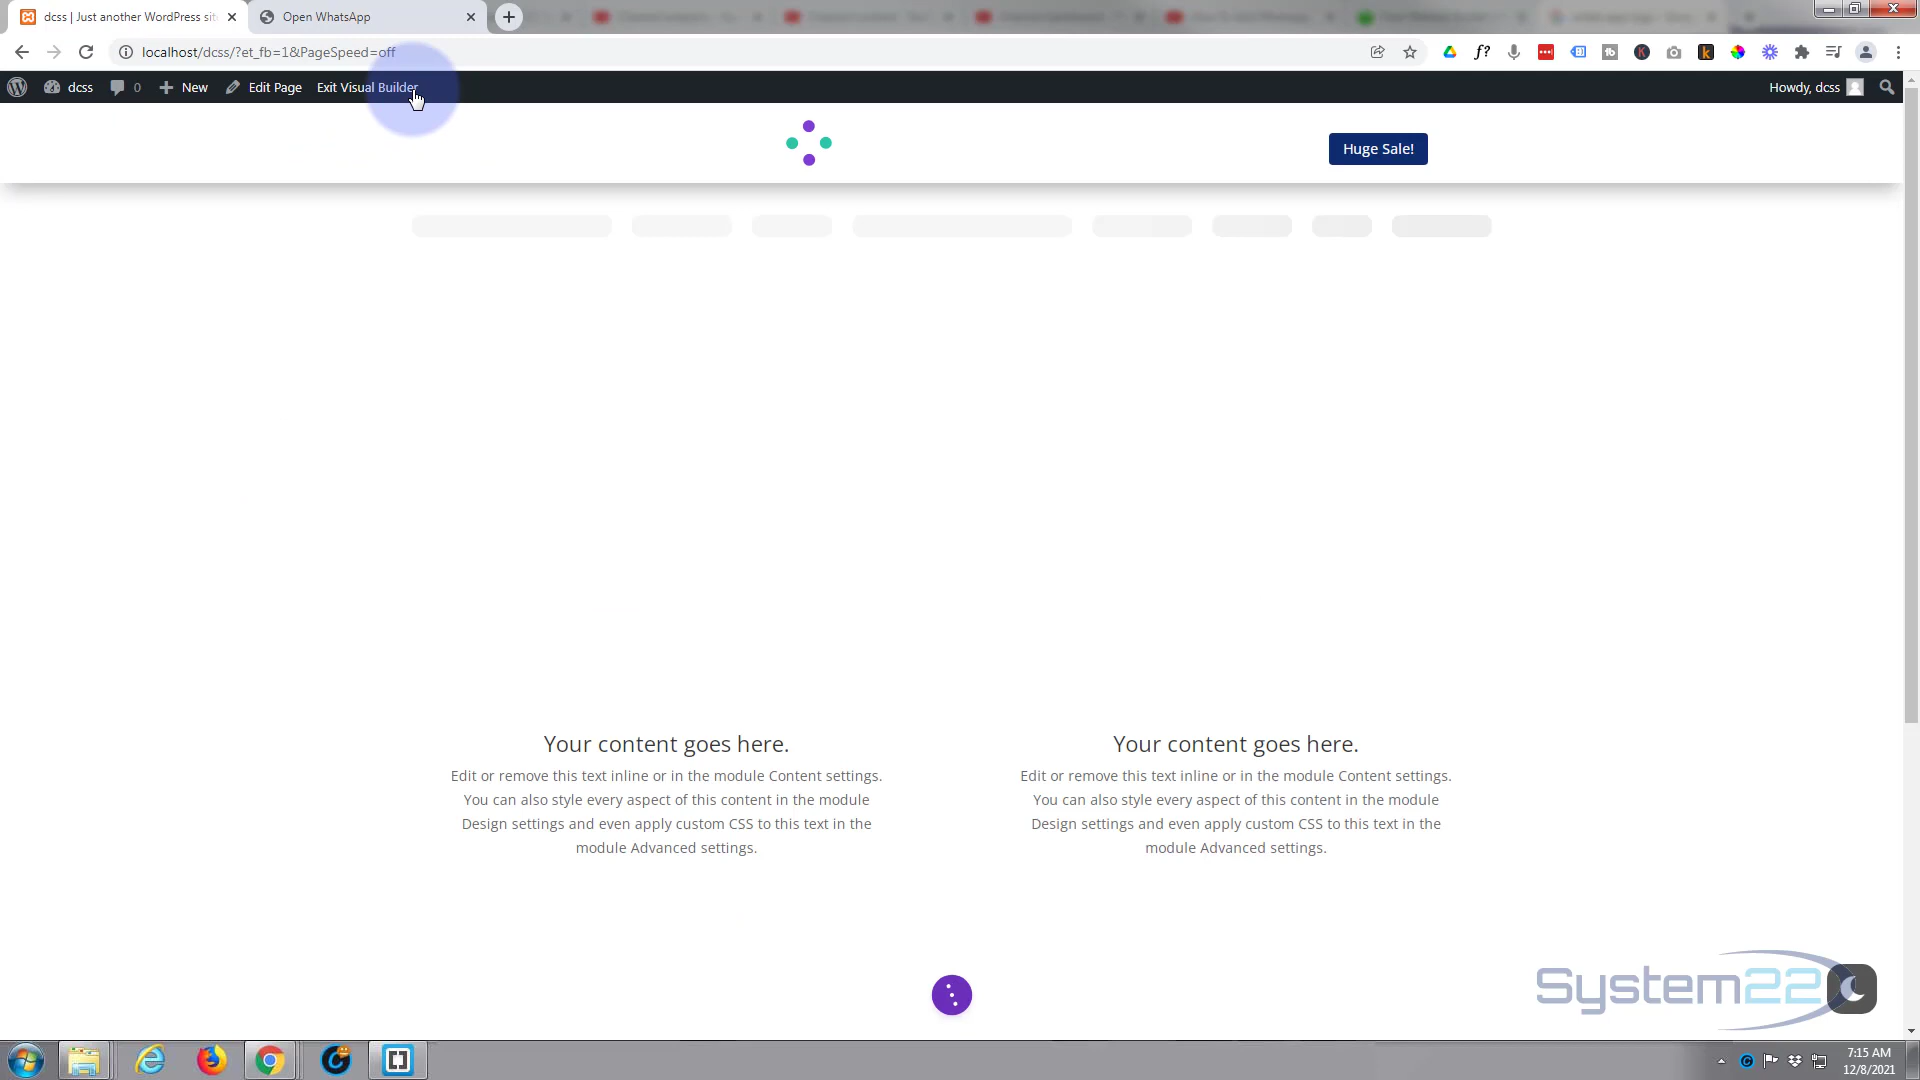 dcss | Just another WordPress sit
Open WhatsApp
localhost/dcss/?et_fb=1&PageSpeed=off
dcss
0
New
Edit Page
Exit Visual Builder
Howdy, dcss
Huge Sale!
Your content goes here.
Edit or remove this text inline or in the module Content settings.
You can also style every aspect of this content in the module
Design settings and even apply custom CSS to this text in the
module Advanced settings.
Your content goes here.
Edit or remove this text inline or in the module Content settings.
You can also style every aspect of this content in the module
Design settings and even apply custom CSS to this text in the
module Advanced settings.
System22
7:15 AM
12/8/2021